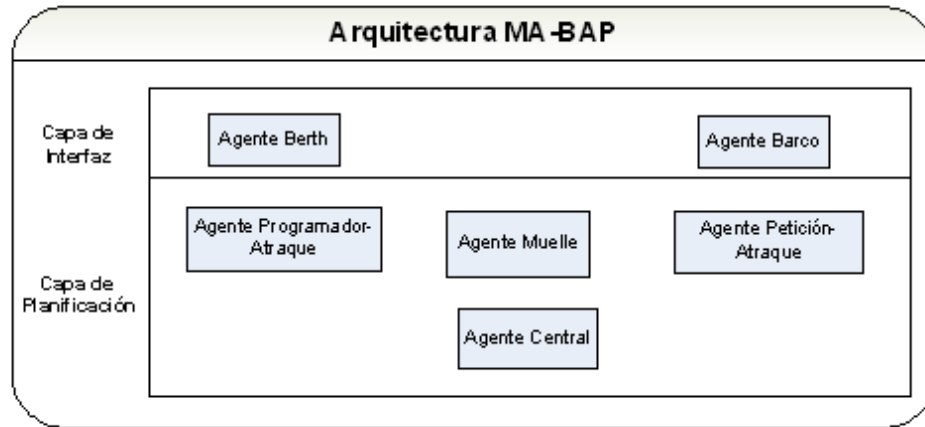 Arquitectura MA-BAP
Capa de
Interfaz
Agente Berth
Agente Barco
Capa de
Planificación
Agente Programador-
Atraque
Agente Muelle
Agente Petición-
Atraque
Agente Central